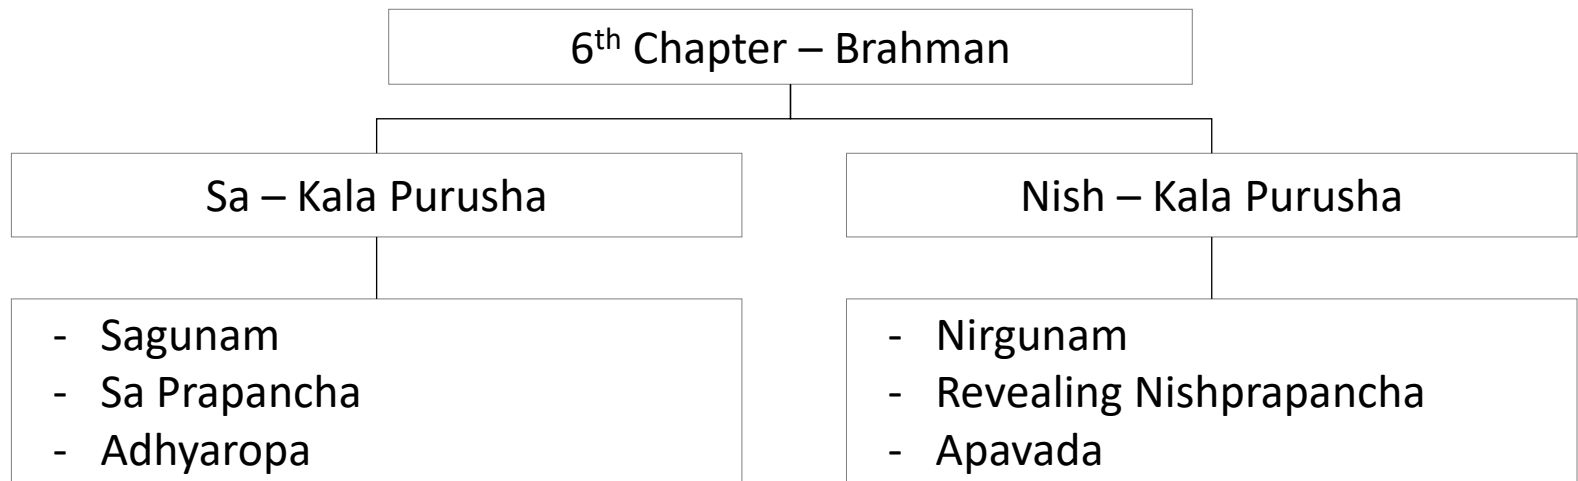 6th Chapter – Brahman
Sa – Kala Purusha
Nish – Kala Purusha
- Sagunam
- Sa Prapancha
- Adhyaropa
- Nirgunam
- Revealing Nishprapancha
- Apavada